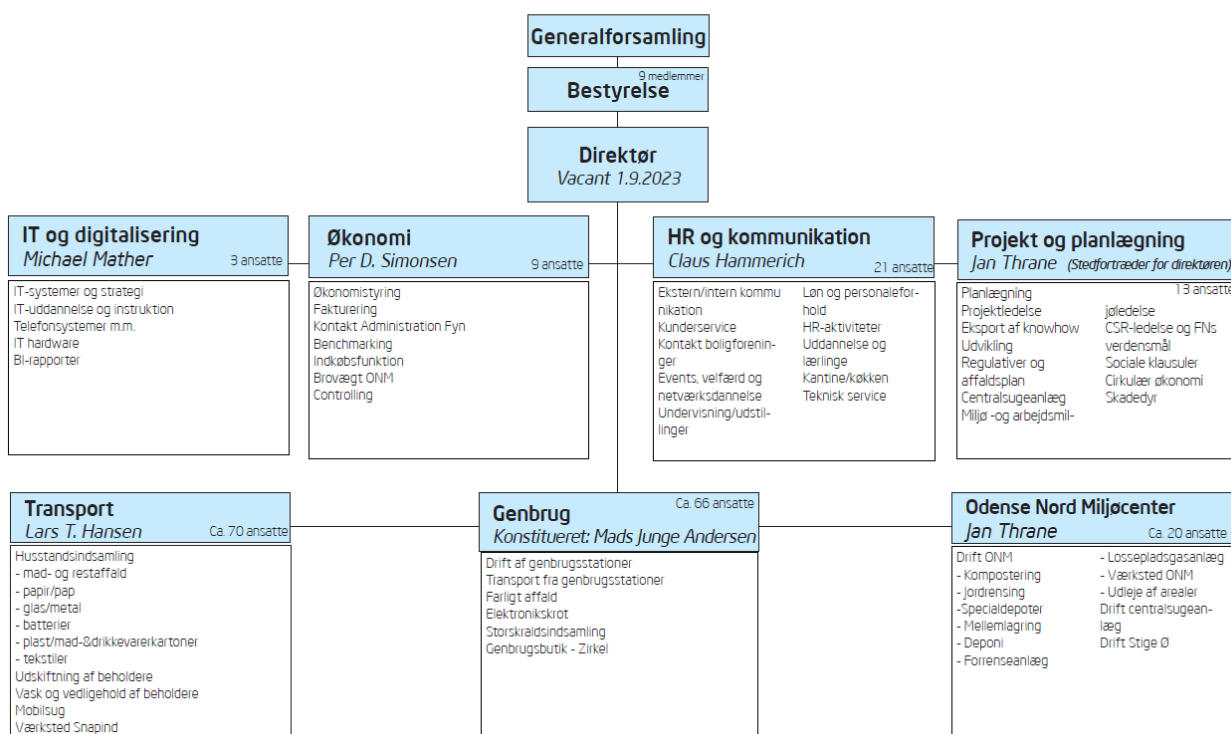 Generalforsamling
9 medlemmer
Bestyrelse
Direktør
Vacant 1.9.2023
IT og digitalisering
Michael Mather
3 ansatte
IT-systemer og strategi
IT-uddannelse og instruktion
Telefonsystemer m.m.
IT hardware
BI-rapporter
Økonomi
Per D. Simonsen
9 ansatte
Økonomistyring
Fakturering
Kontakt Administration Fyn
Benchmarking
Indkøbsfunktion
Brovægt ONM
Controlling
HR og kommunikation
Claus Hammerich
21 ansatte
Ekstern/intern kommu
nikation
Kunderservice
Kontakt boligforenin-
ger
Events, velfærd og
netværksdannelse
Undervisning/udstil-
linger
Løn og personalefor-
hold
HR-aktiviteter
Uddannelse og
lærlinge
Kantine/køkken
Teknisk service
Projekt og planlægning
Jan Thrane (Stedfortræder for direktøren)
13 ansatte
Planlægning
Projektledelse
Eksport af knowhow
Udvikling
Regulativer og
affaldsplan
Centralsugeanlæg
Miljø -og arbejdsmil-
jøledelse
CSR-ledelse og FNs
verdensmål
Sociale klausuler
Cirkulær økonomi
Skadedyr
Transport
Lars T. Hansen
Ca. 70 ansatte
Husstandsindsamling
- mad- og restaffald
- papir/pap
- glas/metal
- batterier
- plast/mad-&drikkevarerkartoner
- tekstiler
Udskiftning af beholdere
Vask og vedligehold af beholdere
Mobilsug
Værksted Snapind
Ca. 66 ansatte
Genbrug
Konstitueret: Mads Junge Andersen
Drift af genbrugsstationer
Transport fra genbrugsstationer
Farligt affald
Elektronikskrot
Storskraldsindsamling
Genbrugsbutik - Zirkel
Odense Nord Miljøcenter
Jan Thrane
Ca. 20 ansatte
Drift ONM
- Kompostering
- Jordrensing
-Specialdepoter
- Mellemlagring
- Deponi
- Forrenseanlæg
- Lossepladsgasanlæg
- Værksted ONM
- Udleje af arealer
Drift centralsugean-
læg
Drift Stige Ø